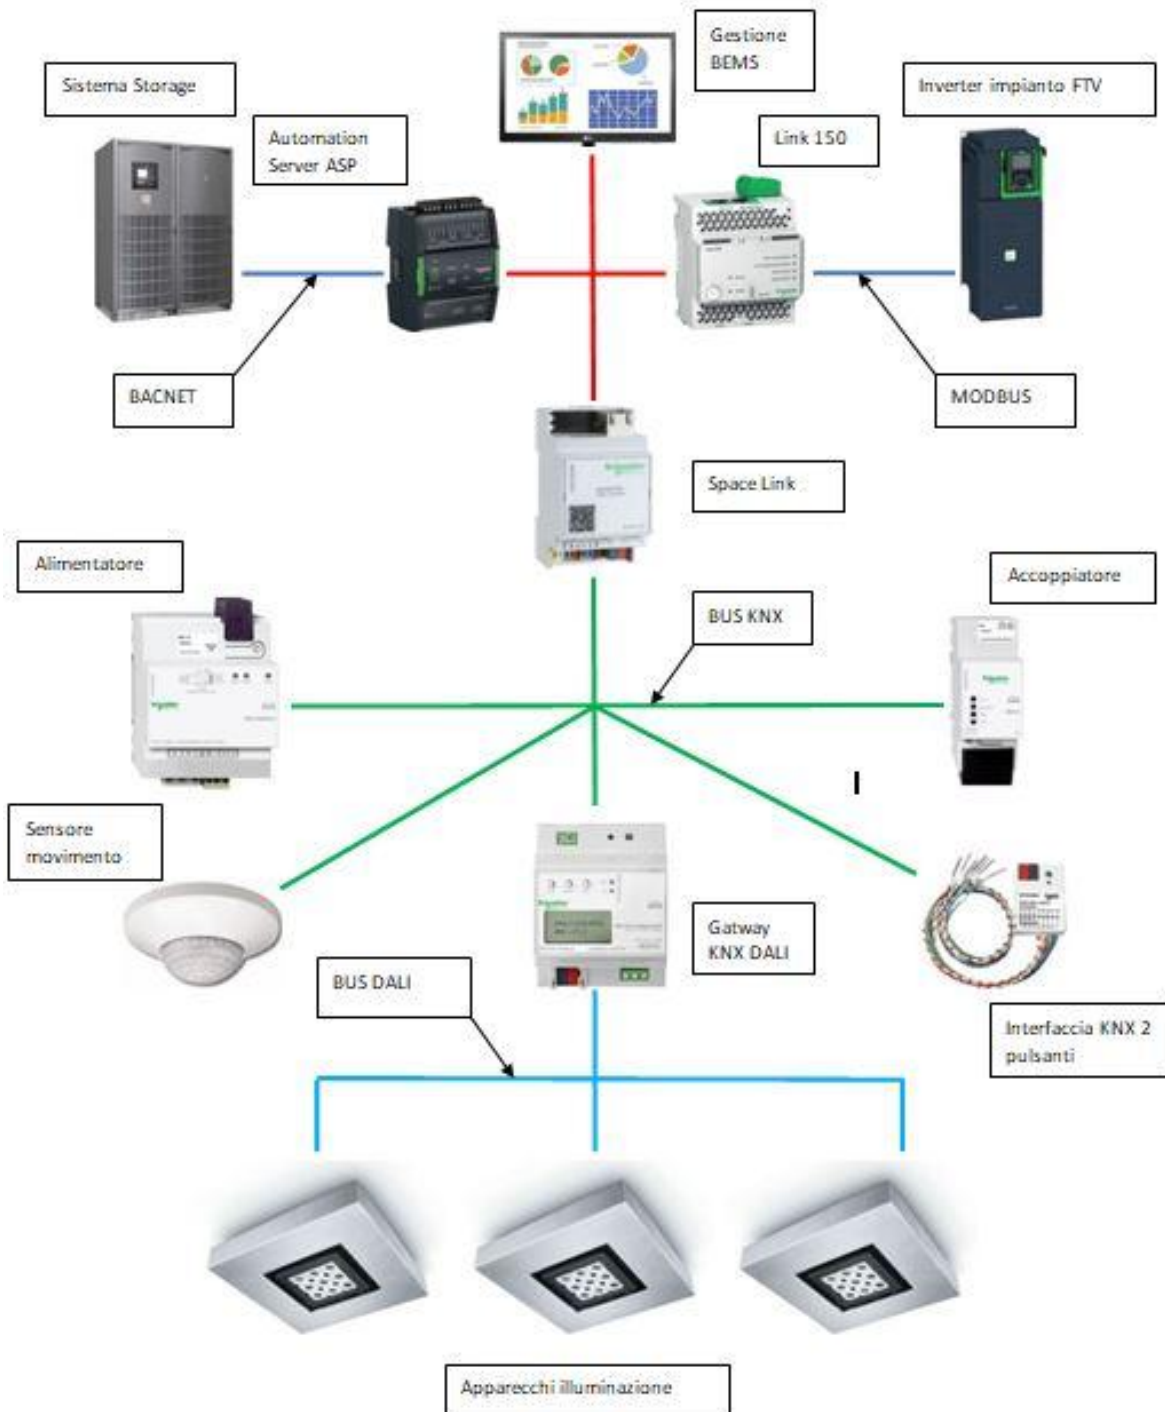 Gestione
BEMS
Sistema Storage
Inverter impianto FTV
Automation
Server ASP
Link 150
BACNET
MODBUS
Space Link
Alimentatore
Accoppiatore
BUS KNX
Sensore
movimento
Gatway
KNX DALI
BUS DALI
Interfaccia KNX 2
pulsanti
Apparecchi illuminazione